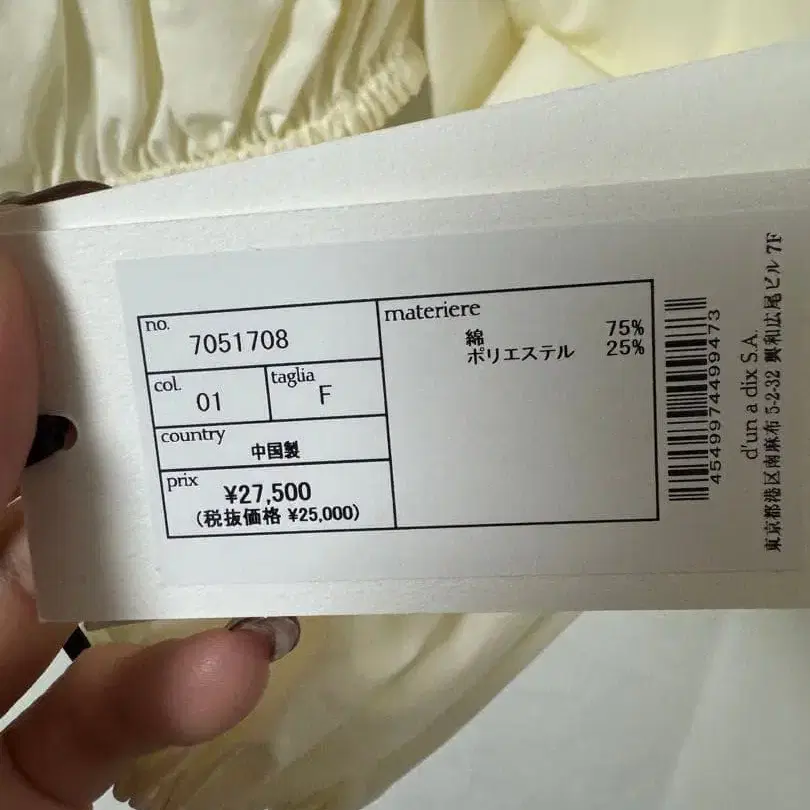 no.
7051708
col.
01
taglia
F
country
中国製
prix
¥27,500
(税抜価格 ¥25,000)
materiere
綿 75%
ポリエステル 25%
4549974499473
d'un a dix S.A.
東京都港区南麻布 5-2-32 興和広尾ビル 7F